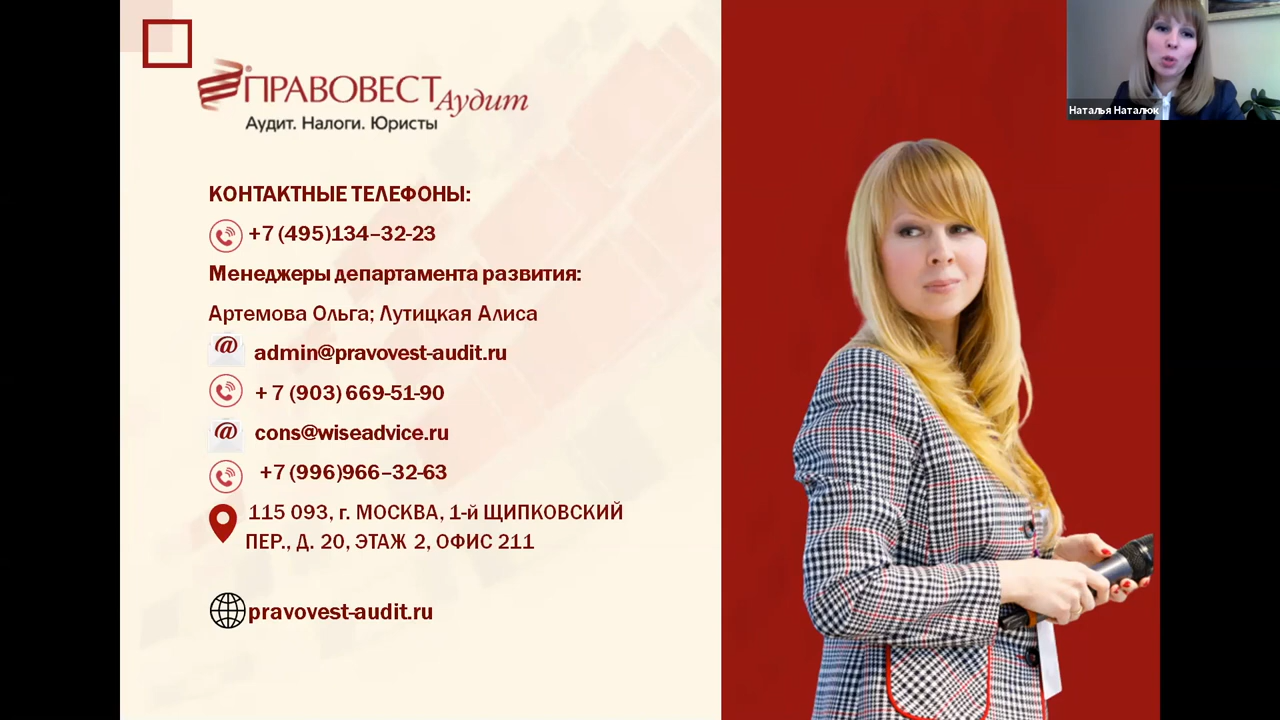 ПРАВОВЕСТ Аудит
Аудит. Налоги. Юристы
КОНТАКТНЫЕ ТЕЛЕФОНЫ:
+7 (495)134–32-23
Менеджеры департамента развития:
Артемова Ольга; Лутицкая Алиса
@ admin@pravovest-audit.ru
+ 7 (903) 669-51-90
@ cons@wiseadvice.ru
+7 (996)966–32-63
115 093, г. МОСКВА, 1-й ЩИПКОВСКИЙ
ПЕР., Д. 20, ЭТАЖ 2, ОФИС 211
pravovest-audit.ru
Наталья Наталюк